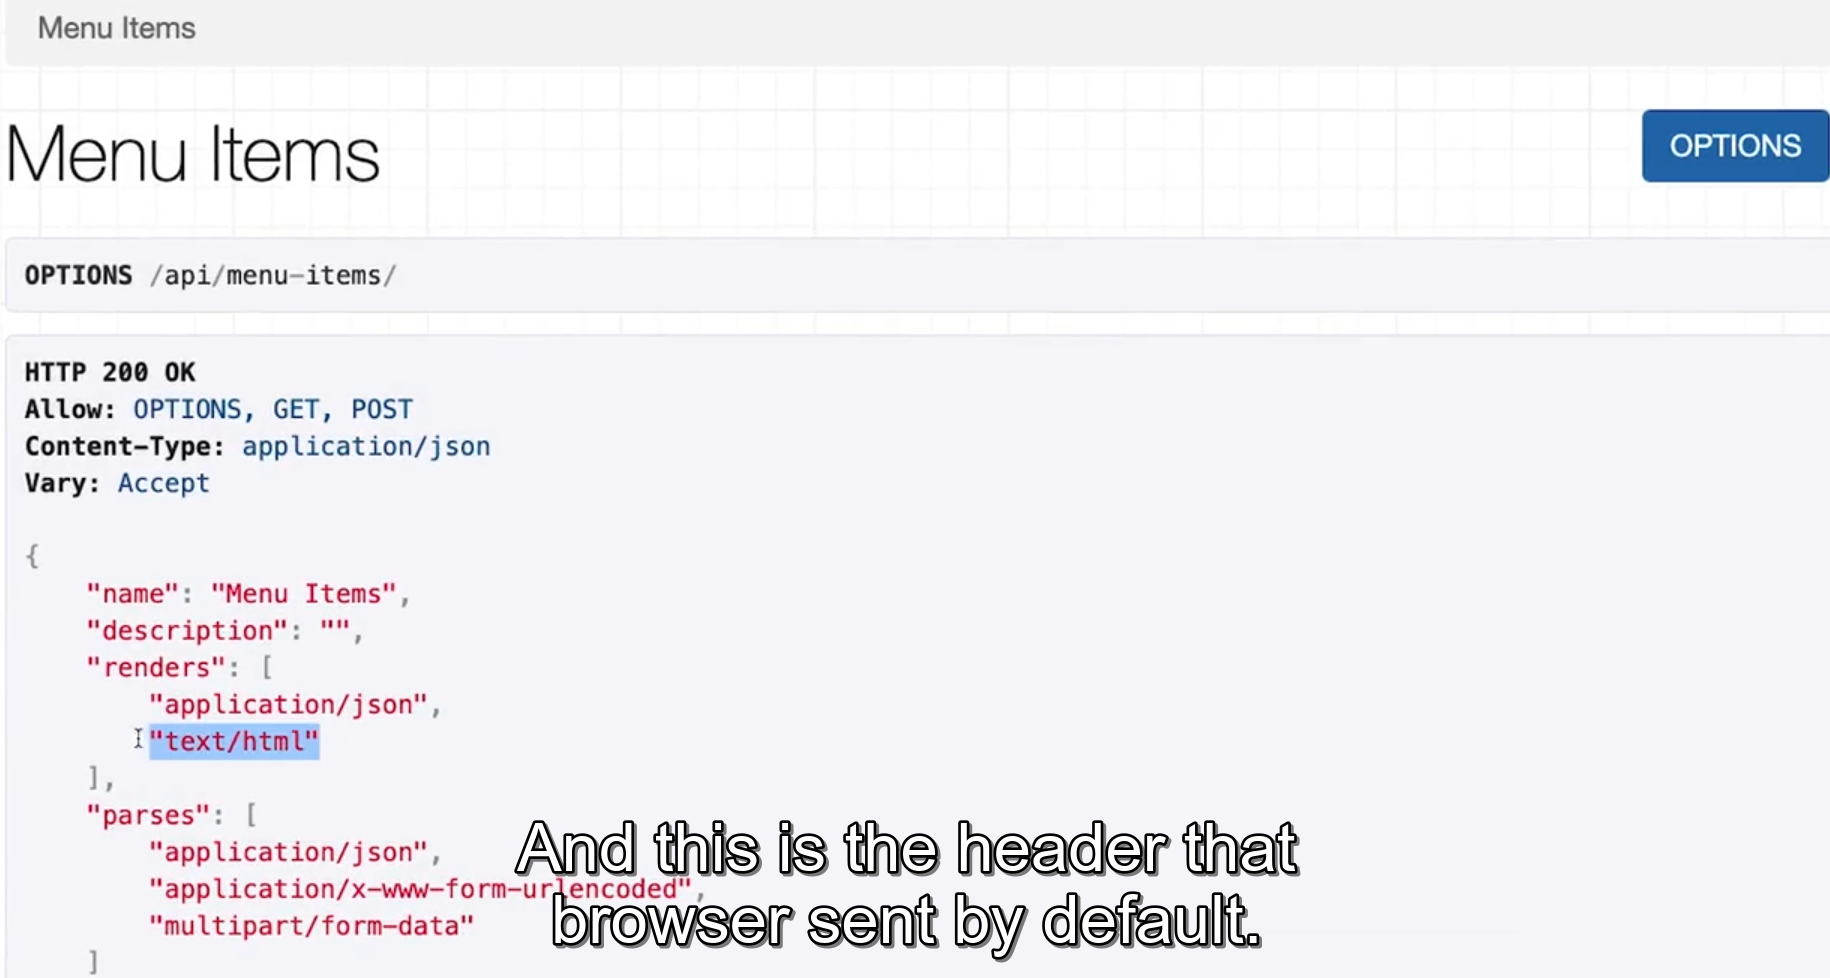 Menu Items
Menu Items
OPTIONS
OPTIONS /api/menu-items/
HTTP 200 OK
Allow: OPTIONS, GET, POST
Content-Type: application/json
Vary: Accept
{
"name": "Menu Items",
"description": "",
"renders": [
"application/json",
"text/html"
],
"parses": [
"application/json",
"application/x-www-form-urlencoded",
"multipart/form-data"
]
And this is the header that
browser sent by default.